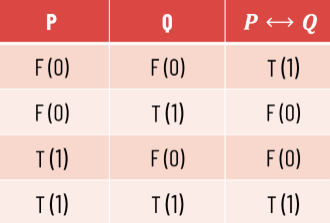 P Q P ↔ Q
F(0) F(0) T(1)
F(0) T(1) F(0)
T(1) F(0) F(0)
T(1) T(1) T(1)